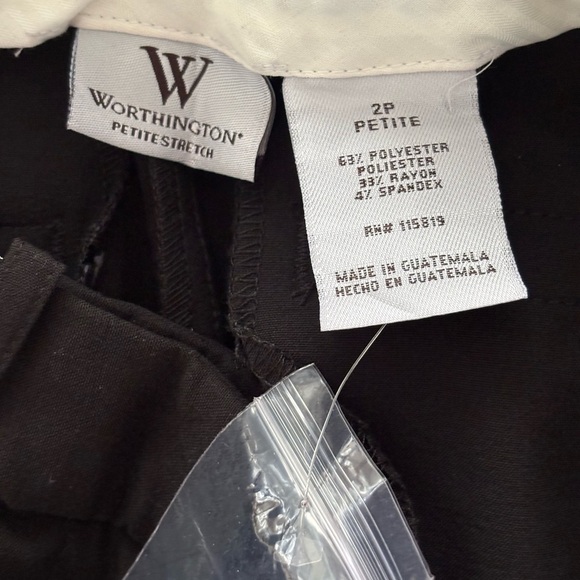 W
WORTHINGTON®
PETITE STRETCH
2P
PETITE
63% POLYESTER
POLIESTER
33% RAYON
4% SPANDEX
RN# 115819
MADE IN GUATEMALA
HECHO EN GUATEMALA